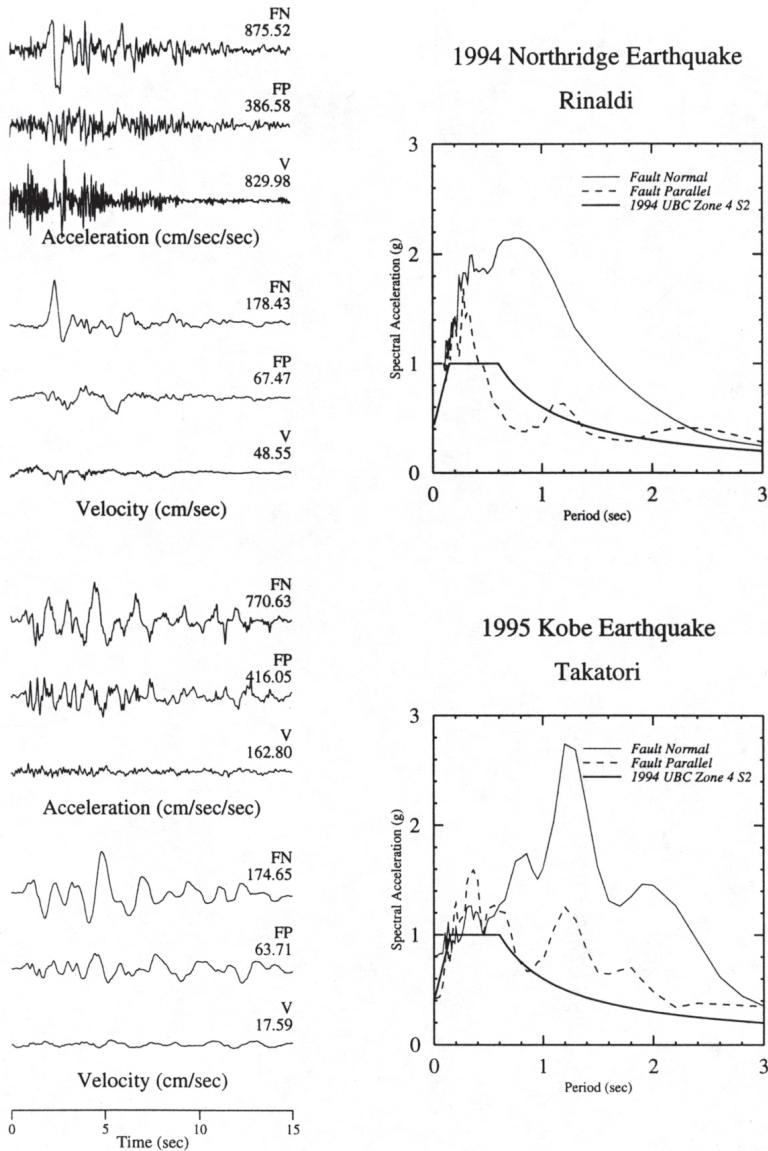 FN
875.52
FP
386.58
V
829.98
Acceleration (cm/sec/sec)
FN
178.43
FP
67.47
V
48.55
Velocity (cm/sec)
1994 Northridge Earthquake
Rinaldi
3
2
1
0
Spectral Acceleration (g)
Fault Normal
Fault Parallel
1994 UBC Zone 4 S2
0 1 2 3
Period (sec)
FN
770.63
FP
416.05
V
162.80
Acceleration (cm/sec/sec)
FN
174.65
FP
63.71
V
17.59
Velocity (cm/sec)
0 5 10 15
Time (sec)
1995 Kobe Earthquake
Takatori
3
2
1
0
Spectral Acceleration (g)
Fault Normal
Fault Parallel
1994 UBC Zone 4 S2
0 1 2 3
Period (sec)